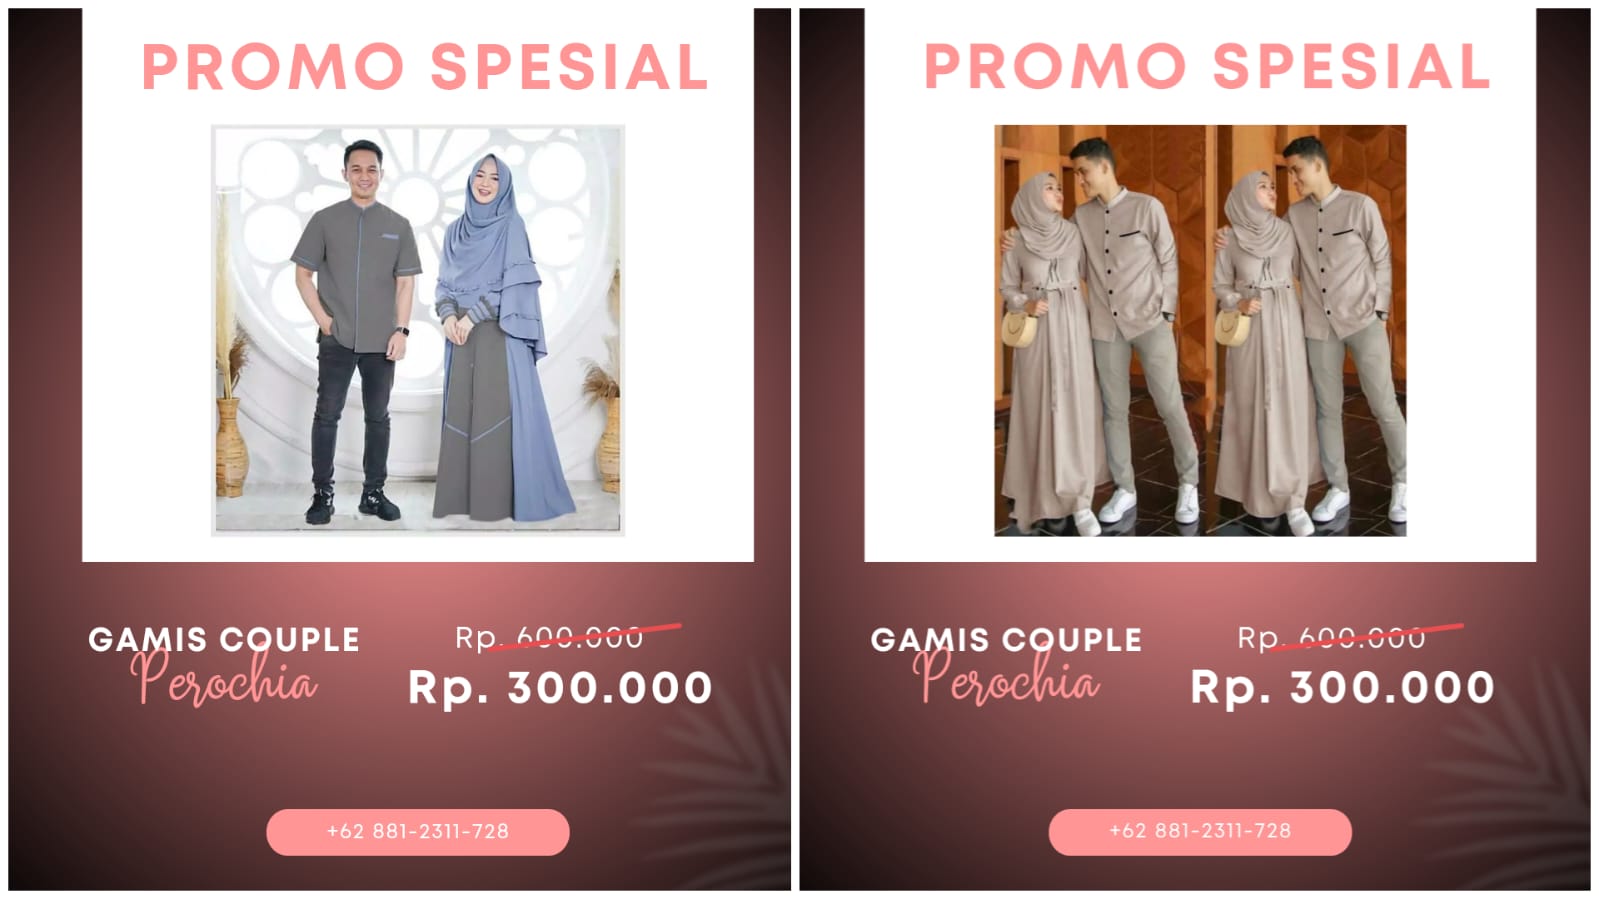 PROMO SPESIAL
GAMIS COUPLE
Perochia
Rp. 600.000
Rp. 300.000
+62 881-2311-728
PROMO SPESIAL
GAMIS COUPLE
Perochia
Rp. 600.000
Rp. 300.000
+62 881-2311-728